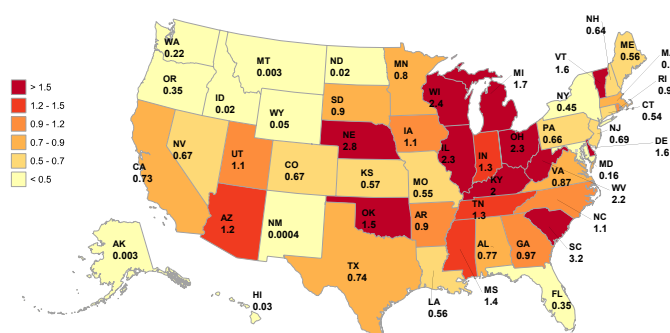 NH
0.64
WA
0.22
MT
0.003
ND
0.02
MN
0.8
VT
1.6
ME
0.56
MI
1.7
RI
OR
0.35
ID
0.02
WY
0.05
SD
0.9
WI
2.4
NY
0.45
CT
0.54
> 1.5
1.2 - 1.5
0.9 - 1.2
0.7 - 0.9
0.5 - 0.7
< 0.5
NV
0.67
UT
1.1
CO
0.67
NE
2.8
IA
1.1
IL
2.3
IN
1.3
OH
2.3
PA
0.66
NJ
0.69
DE
1.6
CA
0.73
KS
0.57
MO
0.55
KY
2
VA
0.87
MD
0.16
WV
2.2
AZ
1.2
NM
0.0004
OK
1.5
AR
0.9
TN
1.3
NC
1.1
AK
0.003
TX
0.74
AL
0.77
GA
0.97
SC
3.2
HI
0.03
LA
0.56
MS
1.4
FL
0.35